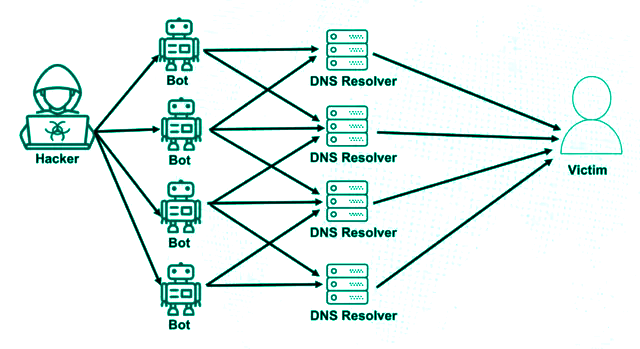 Bot
DNS Resolver
Hacker
Bot
DNS Resolver
Victim
Bot
DNS Resolver
Bot
DNS Resolver